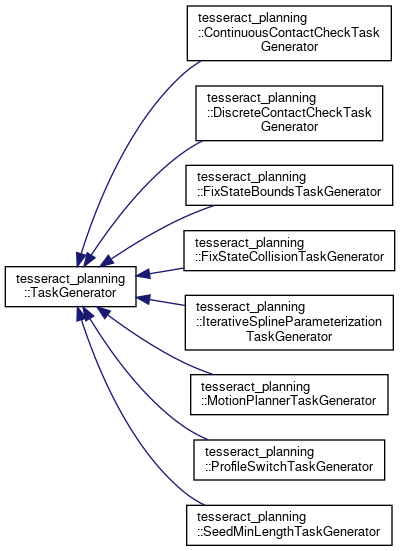 tesseract_planning
::ContinuousContactCheckTask
Generator
tesseract_planning
::DiscreteContactCheckTask
Generator
tesseract_planning
::FixStateBoundsTaskGenerator
tesseract_planning
::FixStateCollisionTaskGenerator
tesseract_planning
::TaskGenerator
tesseract_planning
::IterativeSplineParameterization
TaskGenerator
tesseract_planning
::MotionPlannerTaskGenerator
tesseract_planning
::ProfileSwitchTaskGenerator
tesseract_planning
::SeedMinLengthTaskGenerator